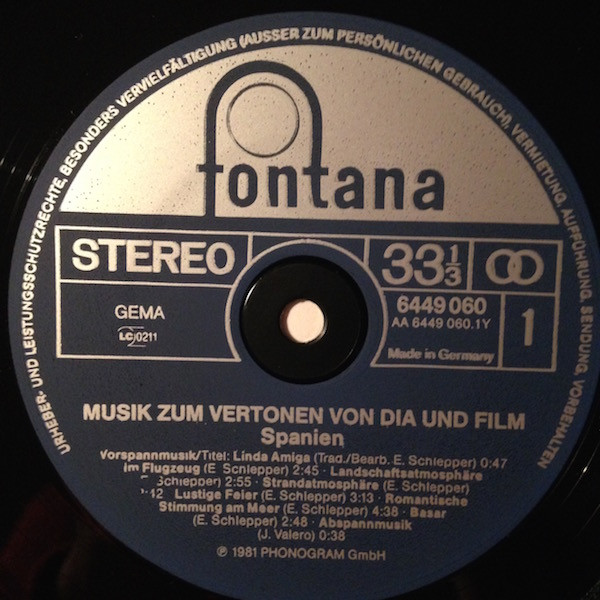 URHEBER- UND LEISTUNGSSCHUTZRECHTE, BESONDERS VERVIELFÄLTIGUNG (AUSSER ZUM PERSÖNLICHEN GEBRAUCH), VERMIETUNG, AUFFÜHRUNG, SENDUNG, VORBEHALTEN
fontana
STEREO
33 1/3
GEMA
LC 0211
6449 060
AA 6449 060.1Y
1
Made in Germany
MUSIK ZUM VERTONEN VON DIA UND FILM
Spanien
Vorspannmusik/Titel: Linda Amiga (Trad./Bearb. E. Schlepper) 0:47
Im Flugzeug (E. Schlepper) 2:45 · Landschaftsatmosphäre
Schlepper) 2:55 · Strandatmosphäre (E. Schlepper)
:42 Lustige Feier (E. Schlepper) 3:13 · Romantische
Stimmung am Meer (E. Schlepper) 4:38 · Basar
(E. Schlepper) 2:48 · Abspannmusik
(J. Valero) 0:38
℗ 1981 PHONOGRAM GmbH